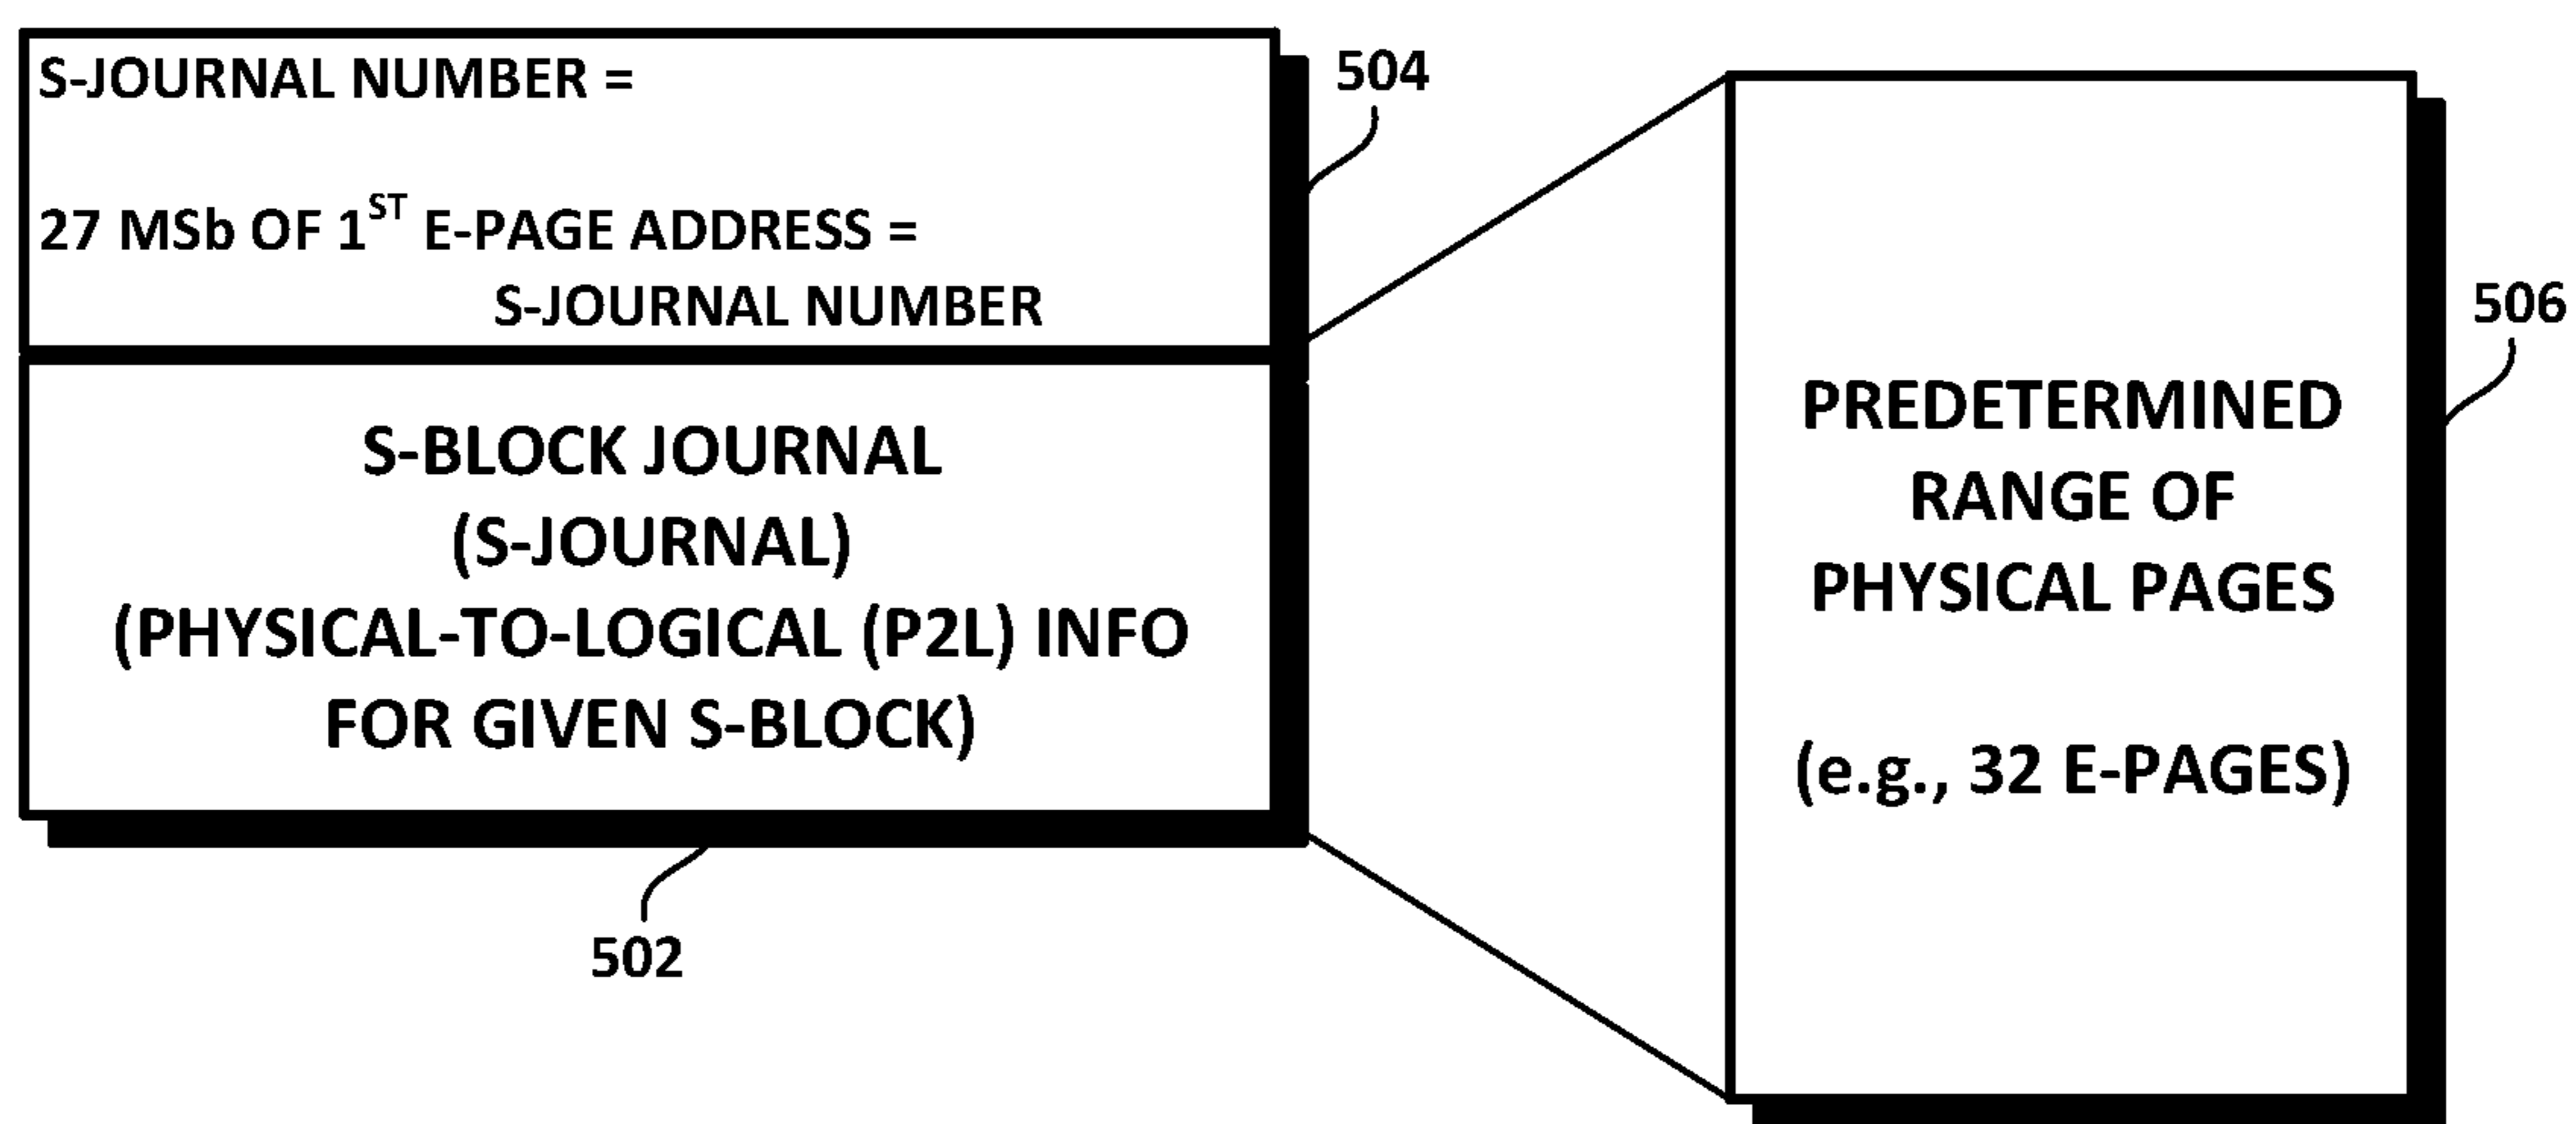 S-JOURNAL NUMBER =
27 MSb OF 1ST E-PAGE ADDRESS =
S-JOURNAL NUMBER
504
S-BLOCK JOURNAL
(S-JOURNAL)
(PHYSICAL-TO-LOGICAL (P2L) INFO
FOR GIVEN S-BLOCK)
502
PREDETERMINED
RANGE OF
PHYSICAL PAGES
(e.g., 32 E-PAGES)
506